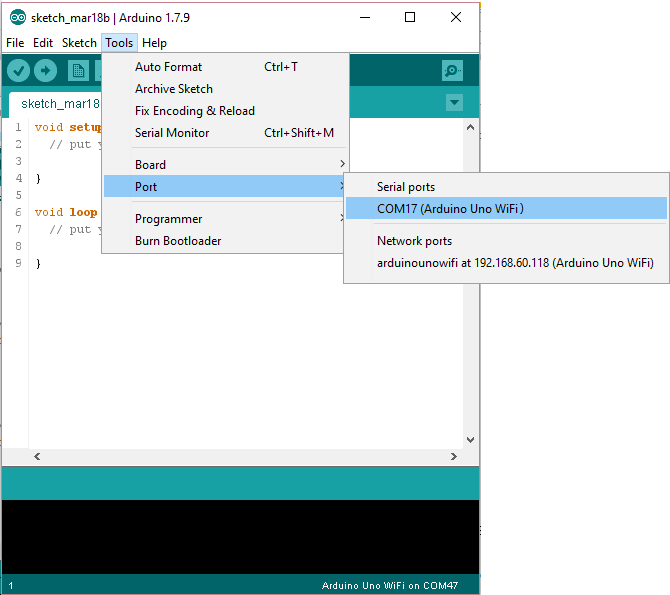 sketch_mar18b | Arduino 1.7.9
File Edit Sketch Tools Help
Auto Format Ctrl+T
Archive Sketch
Fix Encoding & Reload
Serial Monitor Ctrl+Shift+M
Board
Port
Programmer
Burn Bootloader
Serial ports
COM17 (Arduino Uno WiFi)
Network ports
arduinounowifi at 192.168.60.118 (Arduino Uno WiFi)
sketch_mar18
1 void setup
2 // put y
3
4 }
5
6 void loop
7 // put y
8
9 }
1 Arduino Uno WiFi on COM47